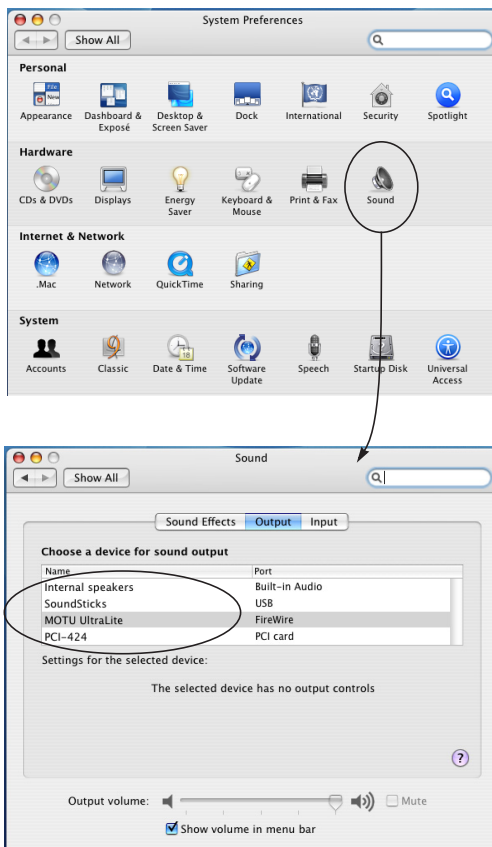 System Preferences
Show All
Personal
File
New
Appearance
Dashboard & Exposé
Desktop & Screen Saver
Dock
International
Security
Spotlight
Hardware
CDs & DVDs
Displays
Energy Saver
Keyboard & Mouse
Print & Fax
Sound
Internet & Network
.Mac
Network
QuickTime
Sharing
System
18
Accounts
Classic
Date & Time
Software Update
Speech
Startup Disk
Universal Access
Sound
Show All
Sound Effects Output Input
Choose a device for sound output
Name Port
Internal speakers Built-in Audio
SoundSticks USB
MOTU UltraLite FireWire
PCI-424 PCI card
Settings for the selected device:
The selected device has no output controls
?
Output volume: Mute
Show volume in menu bar